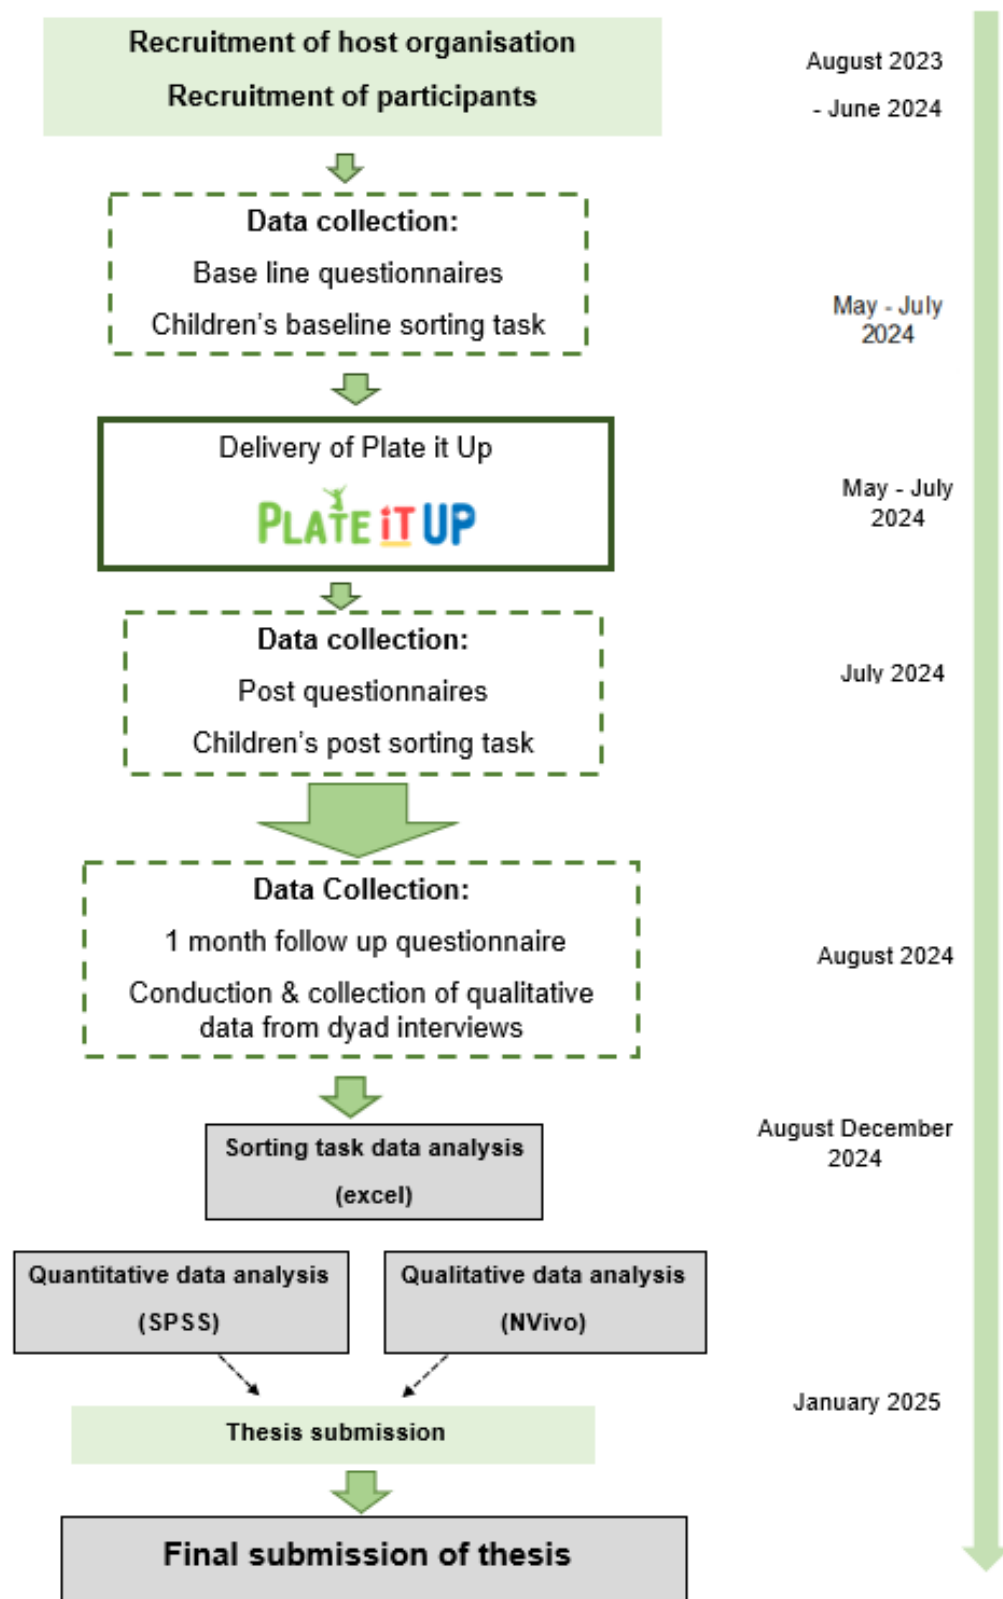 Recruitment of host organisation
Recruitment of participants
August 2023
- June 2024
Data collection:
Base line questionnaires
Children's baseline sorting task
May - July
2024
Delivery of Plate it Up
PLATE iT UP
May - July
2024
Data collection:
Post questionnaires
Children's post sorting task
July 2024
Data Collection:
1 month follow up questionnaire
Conduction & collection of qualitative
data from dyad interviews
August 2024
Sorting task data analysis
(excel)
August December
2024
Quantitative data analysis
(SPSS)
Qualitative data analysis
(NVivo)
Thesis submission
January 2025
Final submission of thesis